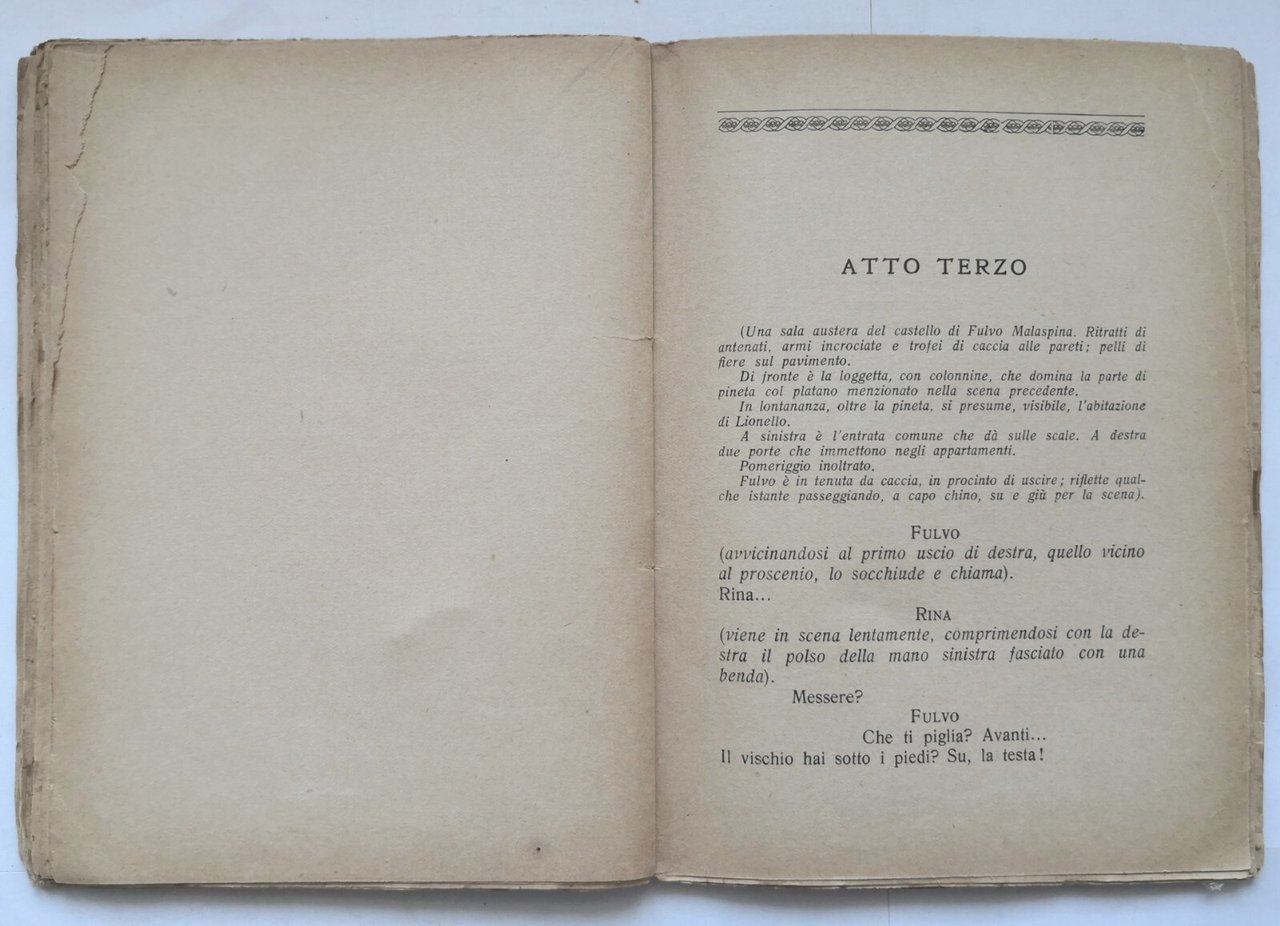 ATTO TERZO
(Una sala austera del castello di Fulvo Malaspina. Ritratti di
antenati, armi incrociate e trofei di caccia alle pareti; pelli di
fiere sul pavimento.
Di fronte è la loggetta, con colonnine, che domina la parte di
pineta col platano menzionato nella scena precedente.
In lontananza, oltre la pineta, si presume, visibile, l'abitazione
di Lionello.
A sinistra è l'entrata comune che dà sulle scale. A destra
due porte che immettono negli appartamenti.
Pomeriggio inoltrato.
Fulvo è in tenuta da caccia, in procinto di uscire; riflette qual-
che istante passeggiando, a capo chino, su e giù per la scena).
FULVO
(avvicinandosi al primo uscio di destra, quello vicino
al proscenio, lo socchiude e chiama).
Rina...
RINA
(viene in scena lentamente, comprimendosi con la de-
stra il polso della mano sinistra fasciato con una
benda).
Messere?
FULVO
Che ti piglia? Avanti...
Il vischio hai sotto i piedi? Su, la testa!